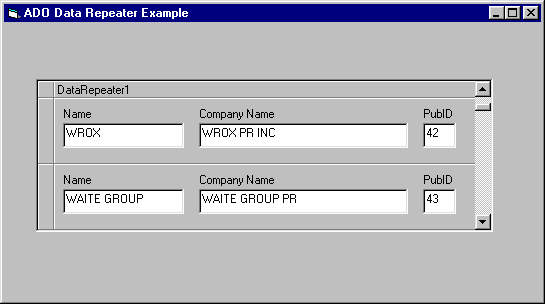 ADO Data Repeater Example
DataRepeater1
Name Company Name PubID
WROX WROX PR INC 42
Name Company Name PubID
WAITE GROUP WAITE GROUP PR 43